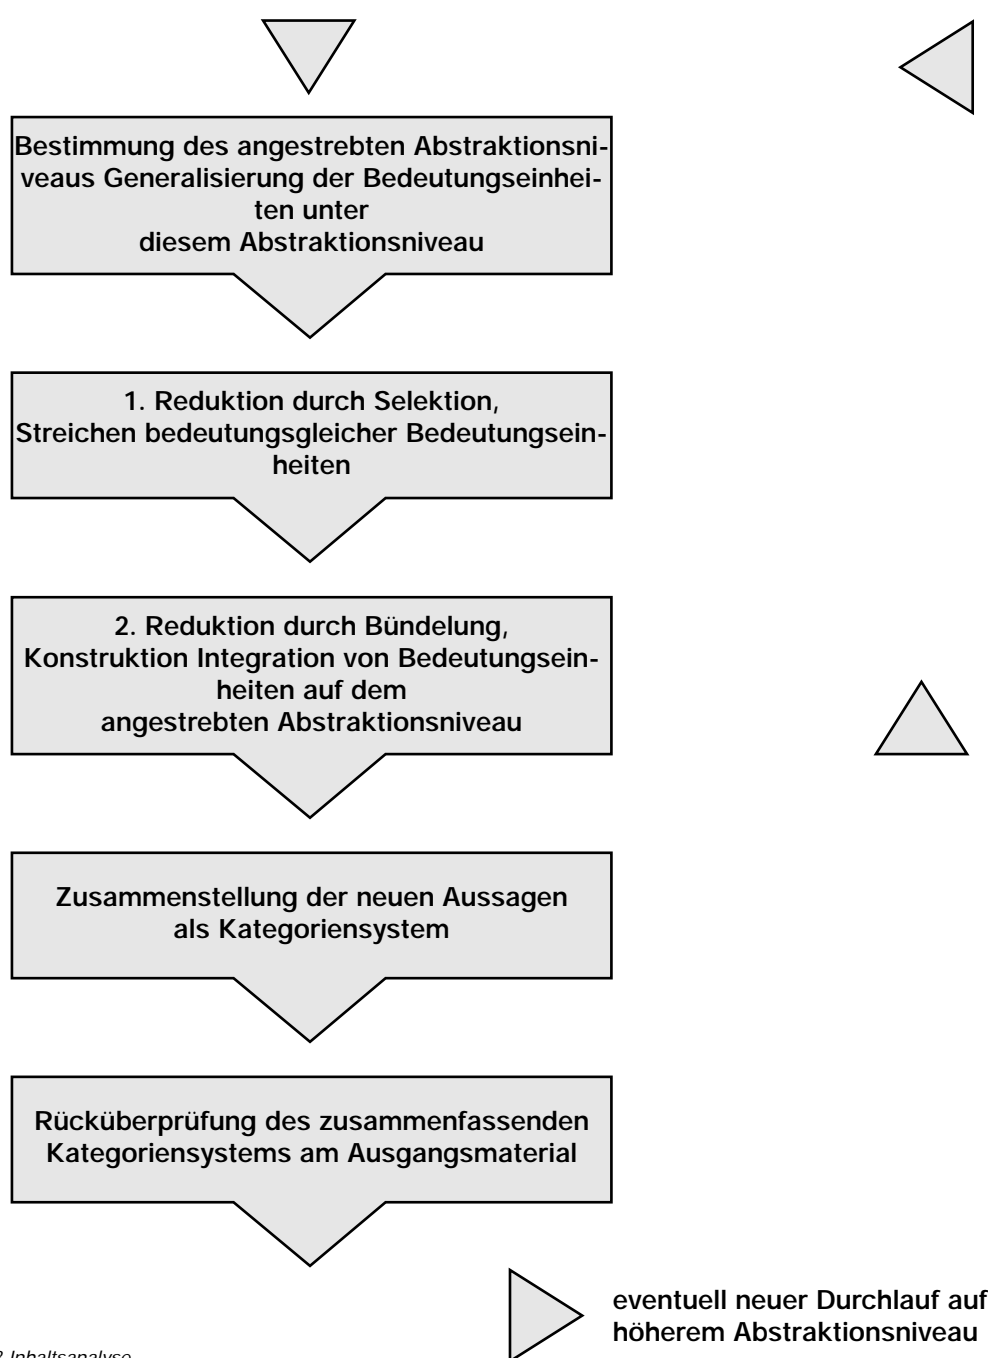 Bestimmung des angestrebten Abstraktionsni-
veaus Generalisierung der Bedeutungseinhei-
ten unter
diesem Abstraktionsniveau
1. Reduktion durch Selektion,
Streichen bedeutungsgleicher Bedeutungsein-
heiten
2. Reduktion durch Bündelung,
Konstruktion Integration von Bedeutungsein-
heiten auf dem
angestrebten Abstraktionsniveau
Zusammenstellung der neuen Aussagen
als Kategoriensystem
Rücküberprüfung des zusammenfassenden
Kategoriensystems am Ausgangsmaterial
eventuell neuer Durchlauf auf
höherem Abstraktionsniveau
Inhaltsanalyse